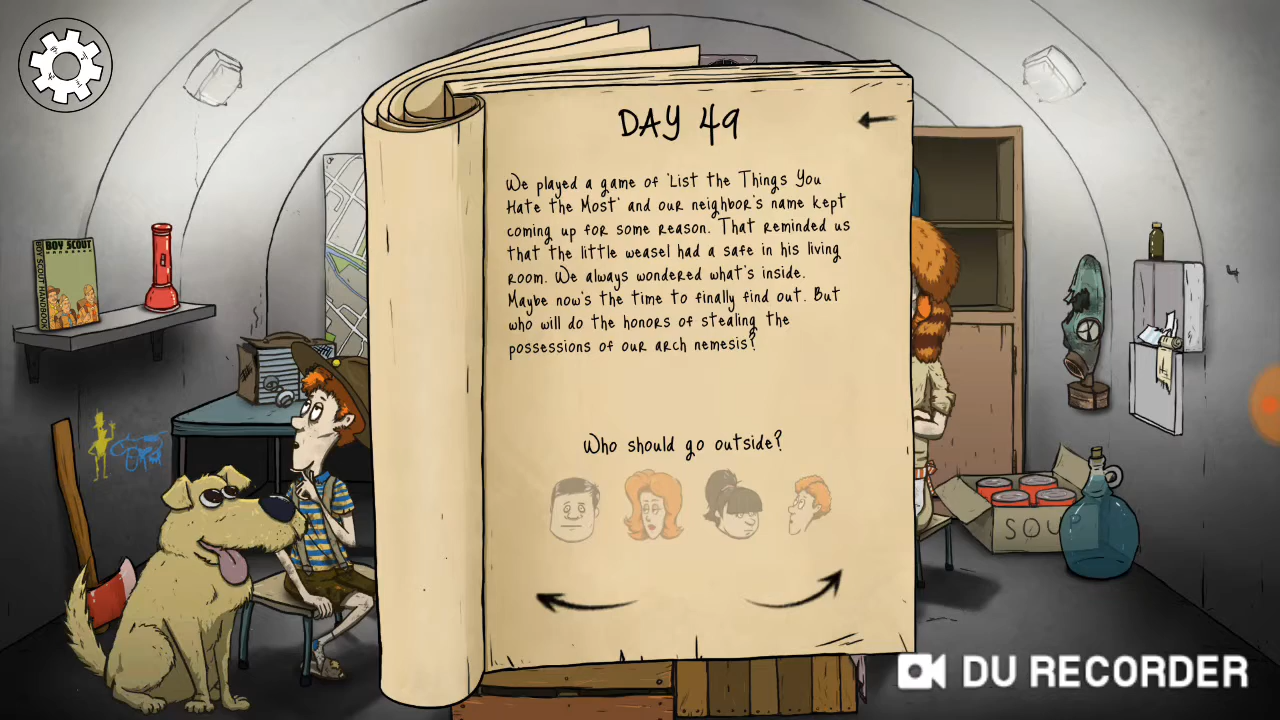 DAY 49
We played a game of 'List the Things You
Hate the Most' and our neighbor's name kept
coming up for some reason. That reminded us
that the little weasel had a safe in his living
room. We always wondered what's inside.
Maybe now's the time to finally find out. But
who will do the honors of stealing the
possessions of our arch nemesis?
Who should go outside?
BOY SCOUT
BOY SCOUT HANDBOOK
SOU
DU RECORDER